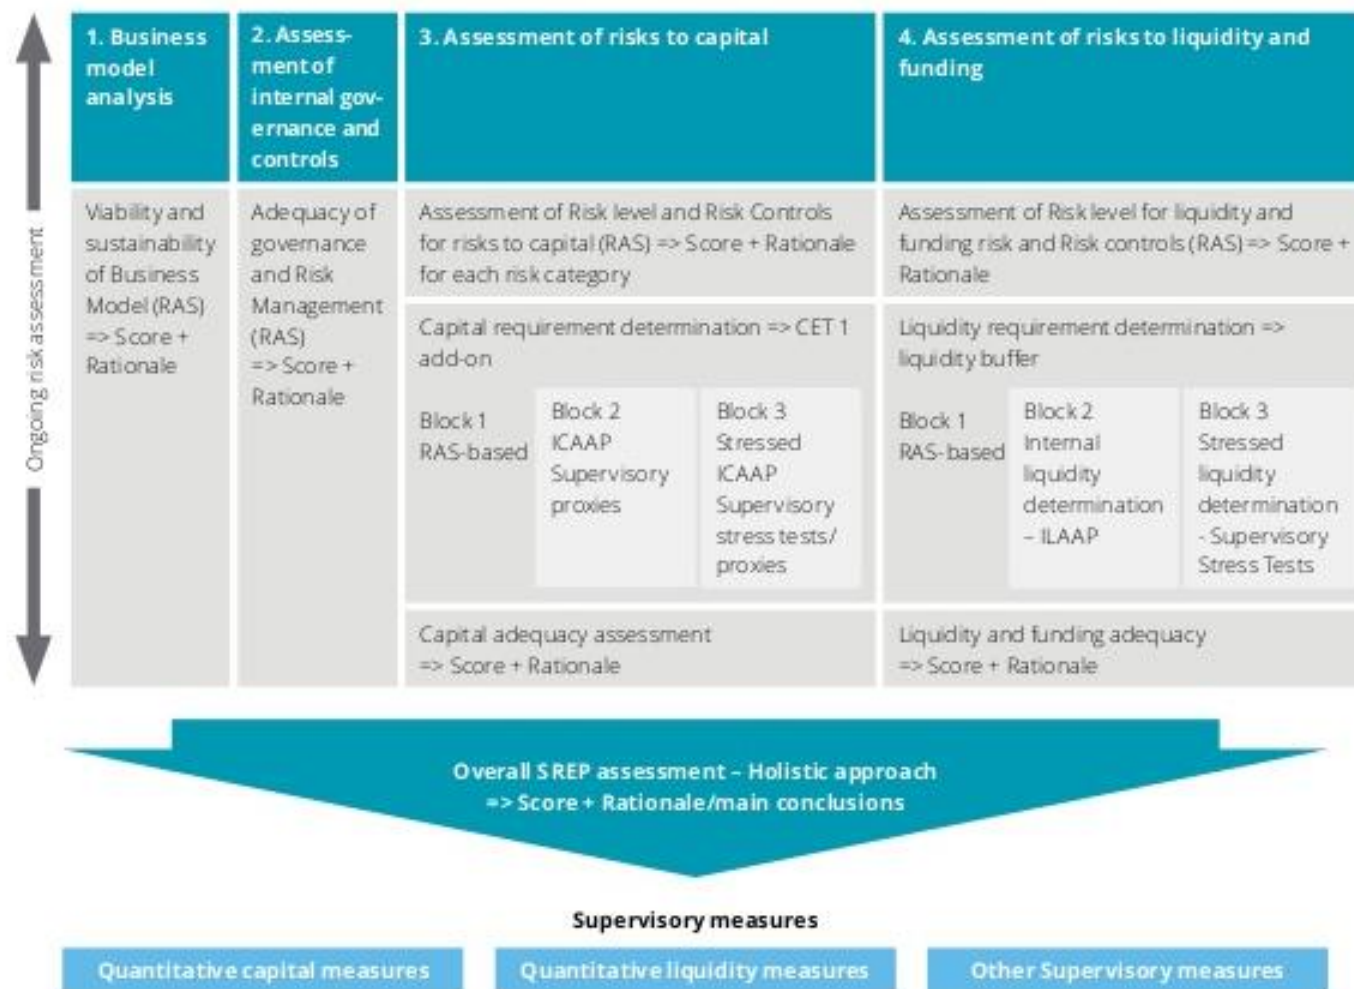 Ongoing risk assessment
1. Business
model
analysis
2. Assess-
ment of
internal gov-
ernance and
controls
3. Assessment of risks to capital
4. Assessment of risks to liquidity and
funding
Viability and
sustainability
of Business
Model (RAS)
=> Score +
Rationale
Adequacy of
governance
and Risk
Management
(RAS)
=> Score +
Rationale
Assessment of Risk level and Risk Controls
for risks to capital (RAS) => Score + Rationale
for each risk category
Assessment of Risk level for liquidity and
funding risk and Risk controls (RAS) => Score +
Rationale
Capital requirement determination => CET 1
add-on
Block 1
RAS-based
Block 2
ICAAP
Supervisory
proxies
Block 3
Stressed
ICAAP
Supervisory
stress tests/
proxies
Liquidity requirement determination =>
liquidity buffer
Block 1
RAS-based
Block 2
Internal
liquidity
determination
– ILAAP
Block 3
Stressed
liquidity
determination
- Supervisory
Stress Tests
Capital adequacy assessment
=> Score + Rationale
Liquidity and funding adequacy
=> Score + Rationale
Overall SREP assessment – Holistic approach
=> Score + Rationale/main conclusions
Supervisory measures
Quantitative capital measures
Quantitative liquidity measures
Other Supervisory measures